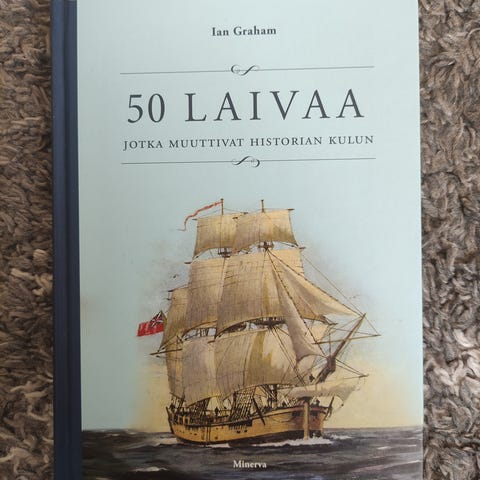 Ian Graham
50 LAIVAA
JOTKA MUUTTIVAT HISTORIAN KULUN
Minerva